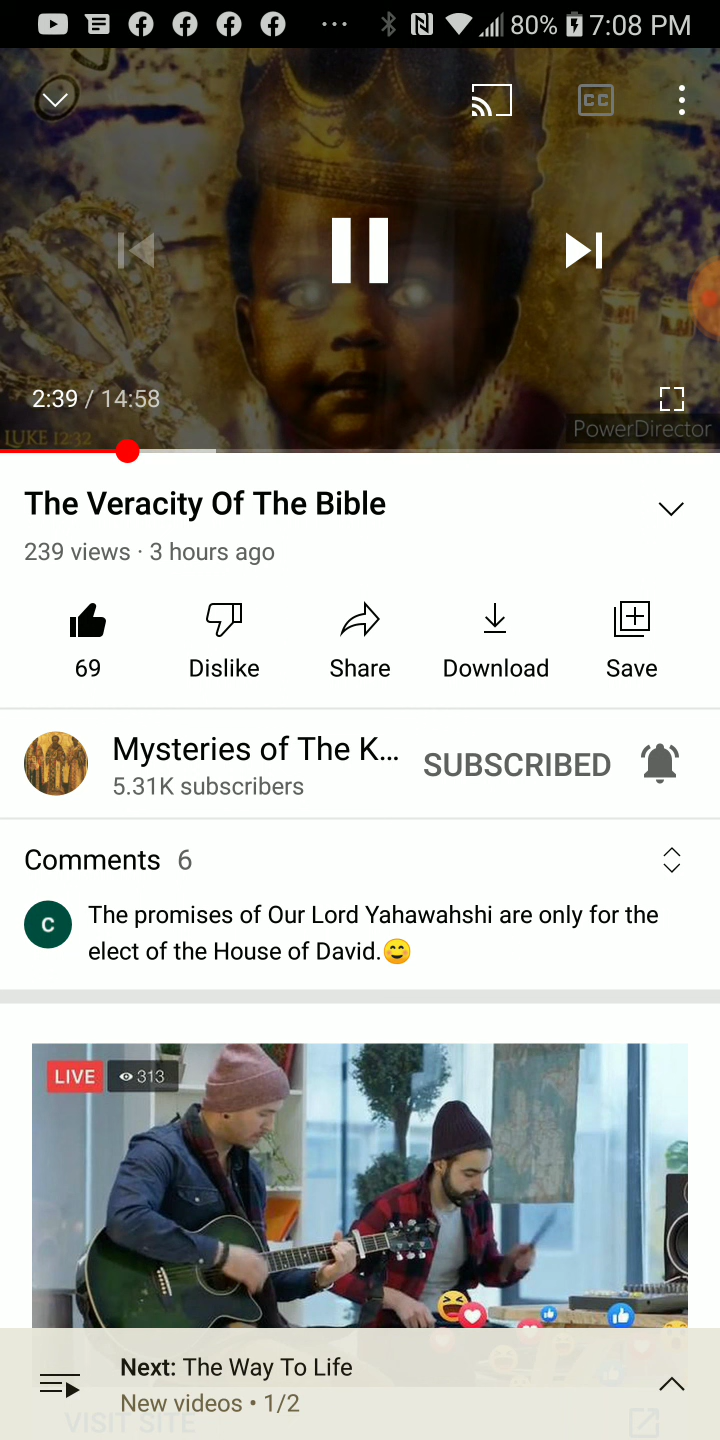 80% 7:08 PM
CC
2:39 / 14:58
LUKE 12:32
PowerDirector
The Veracity Of The Bible
239 views · 3 hours ago
69 Dislike Share Download Save
Mysteries of The K... SUBSCRIBED
5.31K subscribers
Comments 6
C
The promises of Our Lord Yahawahshi are only for the
elect of the House of David.😊
LIVE 313
Next: The Way To Life
New videos • 1/2
VISIT SITE